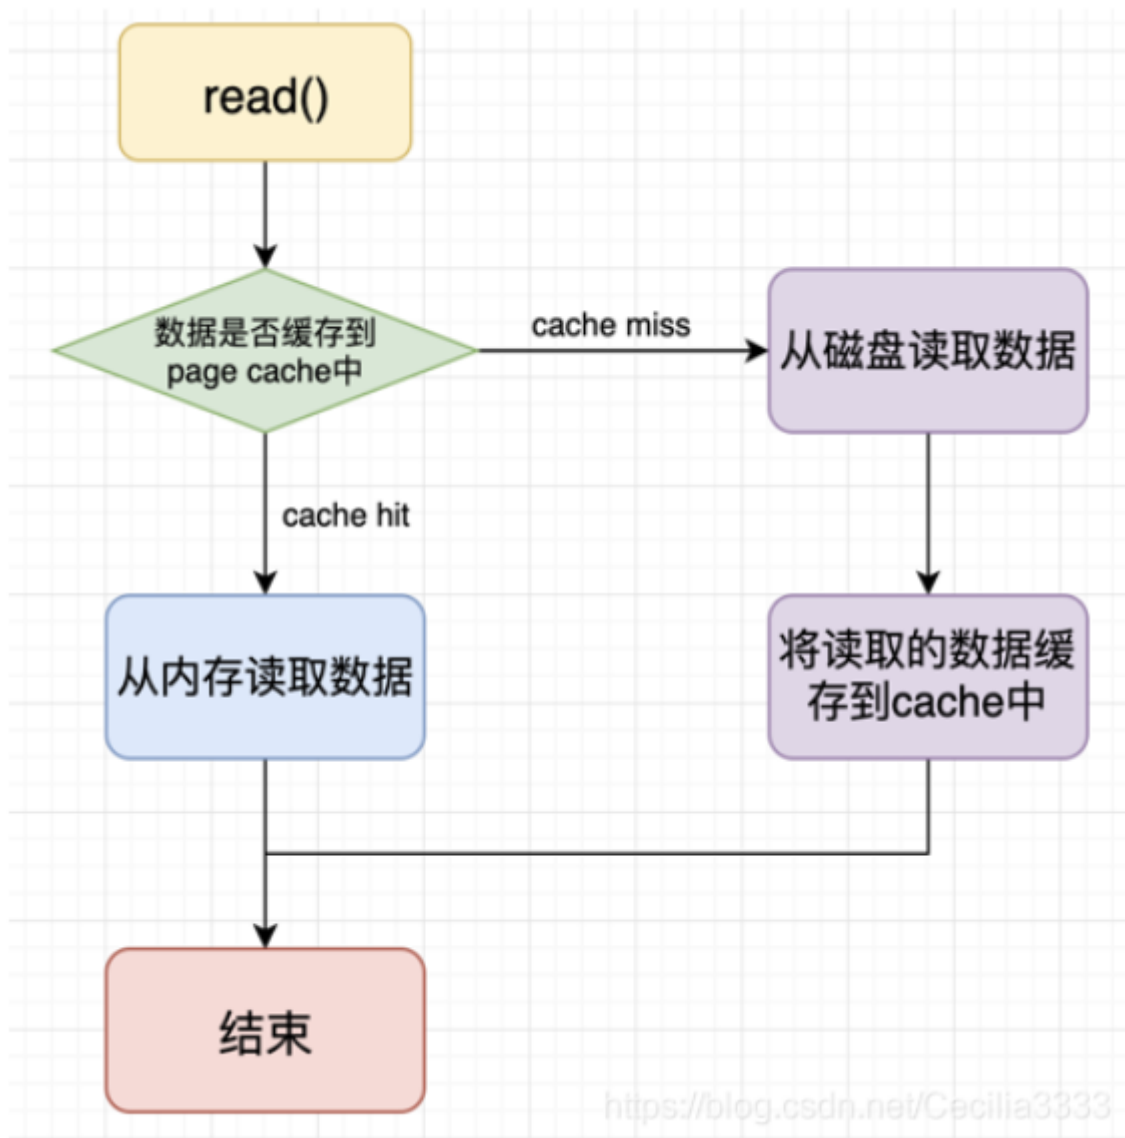 read()
数据是否缓存到
page cache中
cache miss
从磁盘读取数据
cache hit
从内存读取数据
将读取的数据缓
存到cache中
结束
https://blog.csdn.net/Cecilia3333